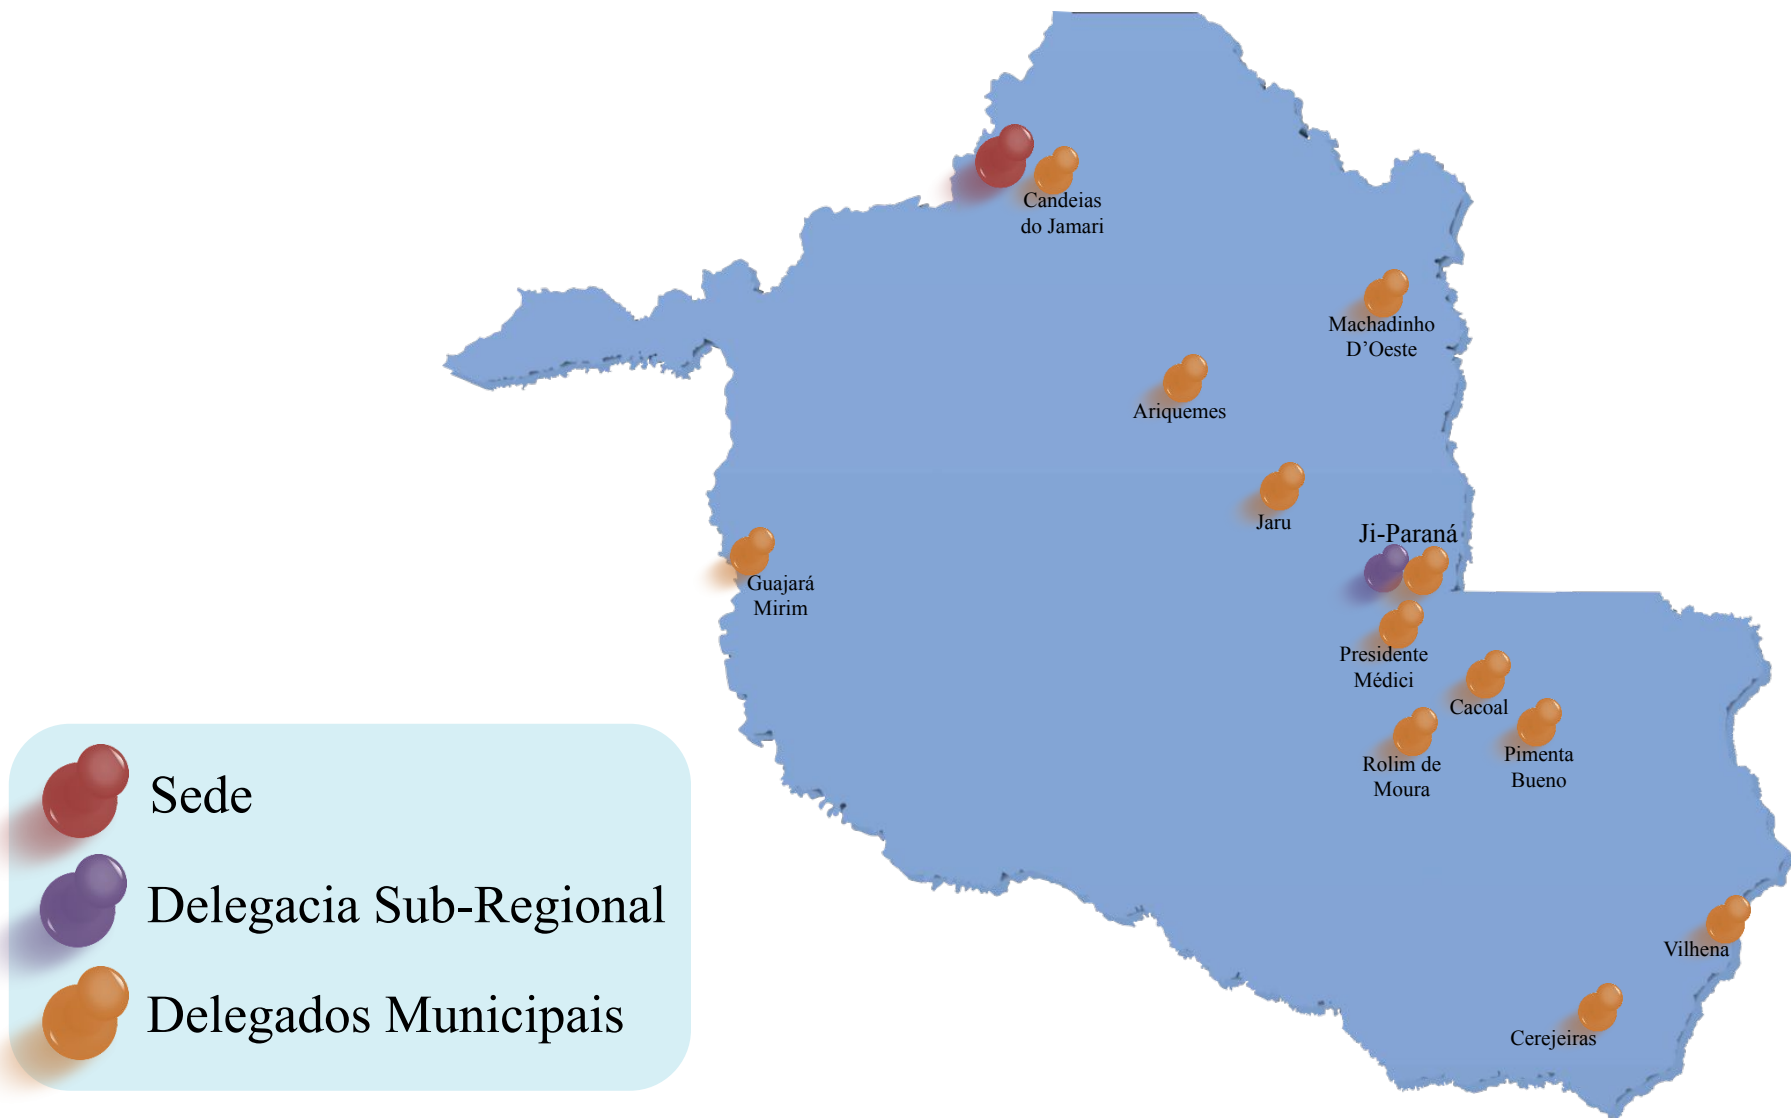 Candeias
do Jamari
Machadinho
D’Oeste
Ariquemes
Jaru
Ji-Paraná
Guajará
Mirim
Presidente
Médici
Cacoal
Rolim de
Moura
Pimenta
Bueno
Sede
Delegacia Sub-Regional
Delegados Municipais
Vilhena
Cerejeiras